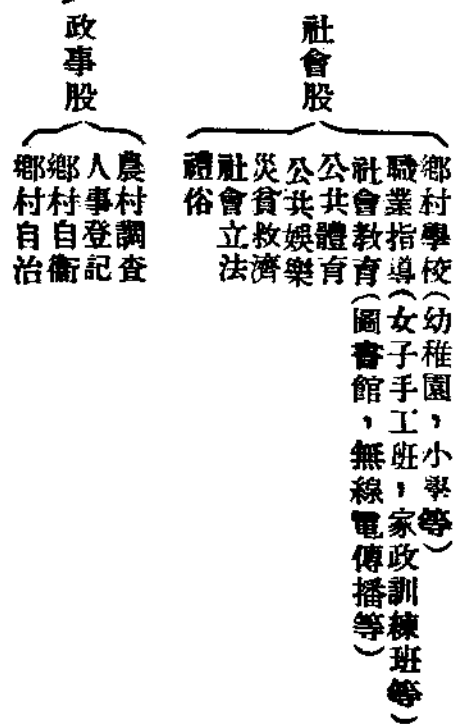 社會股
鄉村學校(幼稚園,小學等)
職業指導(女子手工班,家政訓練班等)
社會教育(圖書館,無線電傳播等)
公共體育
公共娛樂
災貧救濟
社會立法
禮俗
政事股
農村調查
人事登記
鄉村自衞
鄉村自治